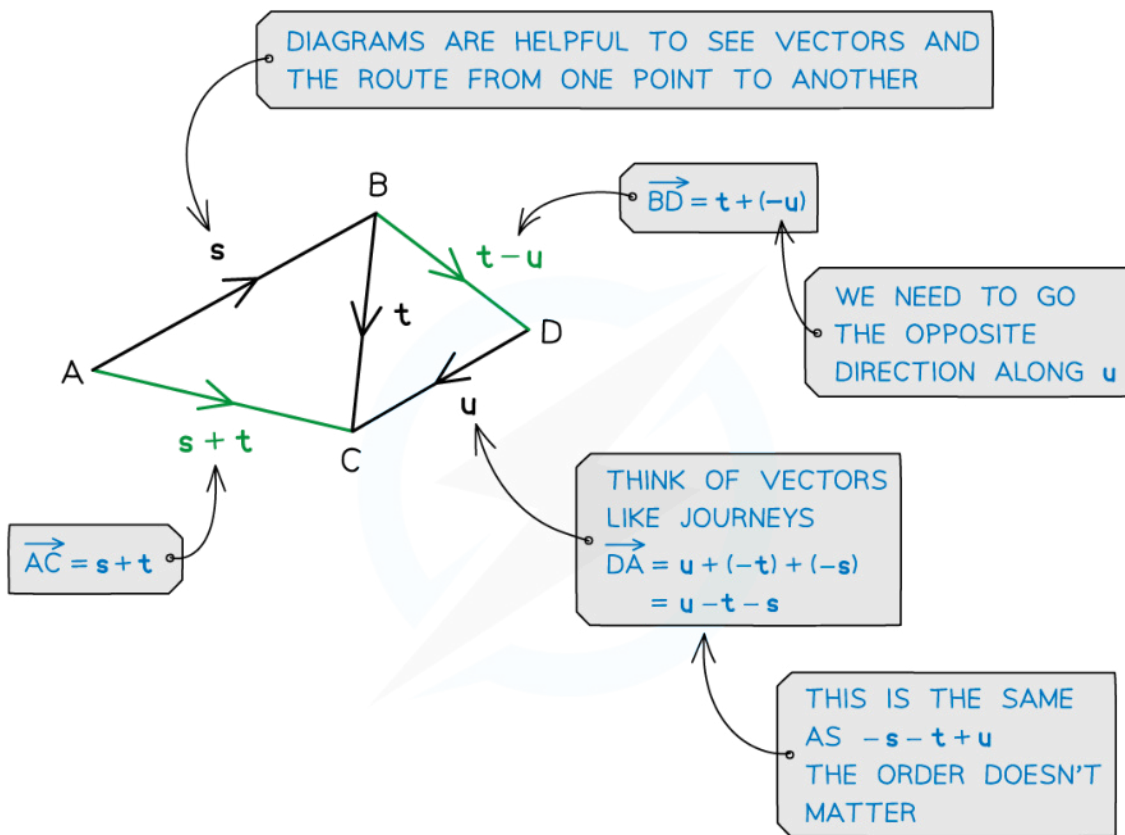 DIAGRAMS ARE HELPFUL TO SEE VECTORS AND
THE ROUTE FROM ONE POINT TO ANOTHER
B
BD = t + (-u)
s
t - u
WE NEED TO GO
THE OPPOSITE
DIRECTION ALONG u
t
D
A
u
s + t
C
THINK OF VECTORS
LIKE JOURNEYS
DA = u + (-t) + (-s)
= u - t - s
AC = s + t
THIS IS THE SAME
AS -s - t + u
THE ORDER DOESN'T
MATTER